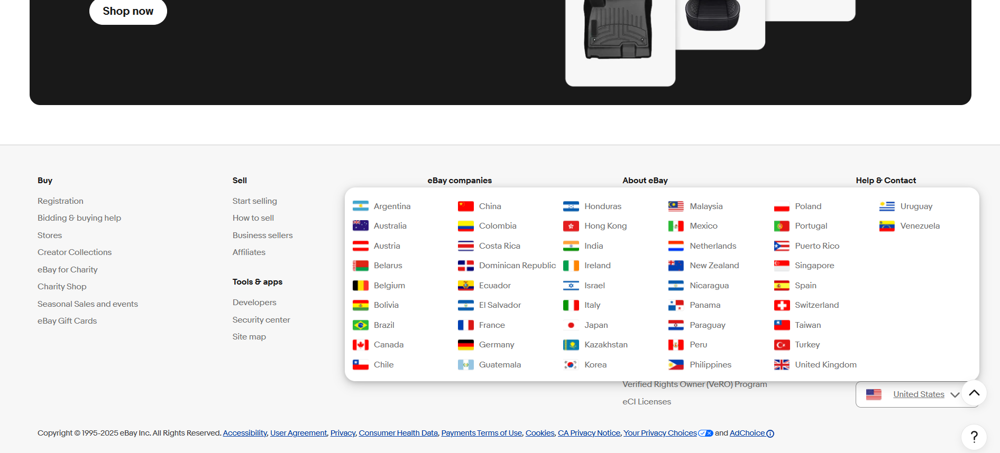 Shop now
Buy
Registration
Bidding & buying help
Stores
Creator Collections
eBay for Charity
Charity Shop
Seasonal Sales and events
eBay Gift Cards
Sell
Start selling
How to sell
Business sellers
Affiliates
Tools & apps
Developers
Security center
Site map
eBay companies
About eBay
Help & Contact
Argentina
Australia
Austria
Belarus
Belgium
Bolivia
Brazil
Canada
Chile
China
Colombia
Costa Rica
Dominican Republic
Ecuador
El Salvador
France
Germany
Guatemala
Honduras
Hong Kong
India
Ireland
Israel
Italy
Japan
Kazakhstan
Korea
Malaysia
Mexico
Netherlands
New Zealand
Nicaragua
Panama
Paraguay
Peru
Philippines
Poland
Portugal
Puerto Rico
Singapore
Spain
Switzerland
Taiwan
Turkey
United Kingdom
Uruguay
Venezuela
Verified Rights Owner (VeRO) Program
eCI Licenses
United States
Copyright © 1995-2025 eBay Inc. All Rights Reserved. Accessibility, User Agreement, Privacy, Consumer Health Data, Payments Terms of Use, Cookies, CA Privacy Notice, Your Privacy Choices and AdChoice
?